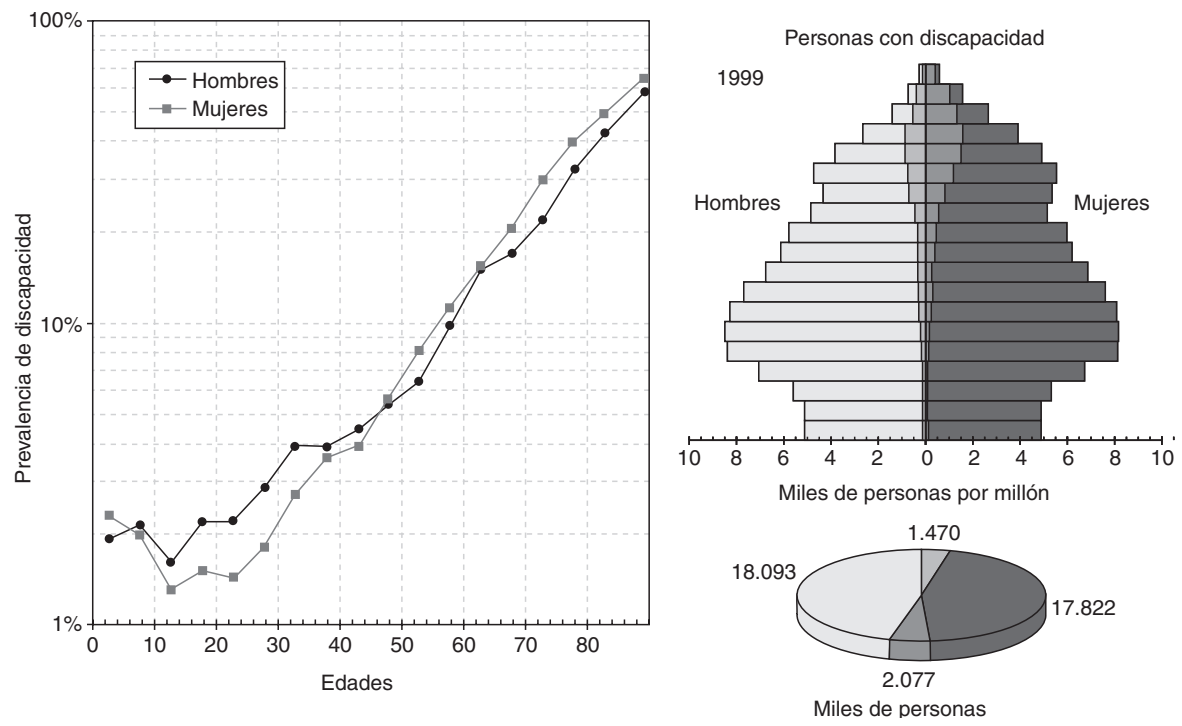 100%
10%
1%
Prevalencia de discapacidad
Hombres
Mujeres
0 10 20 30 40 50 60 70 80
Edades
Personas con discapacidad
1999
Hombres
Mujeres
10 8 6 4 2 0 2 4 6 8 10
Miles de personas por millón
1.470
18.093
17.822
2.077
Miles de personas